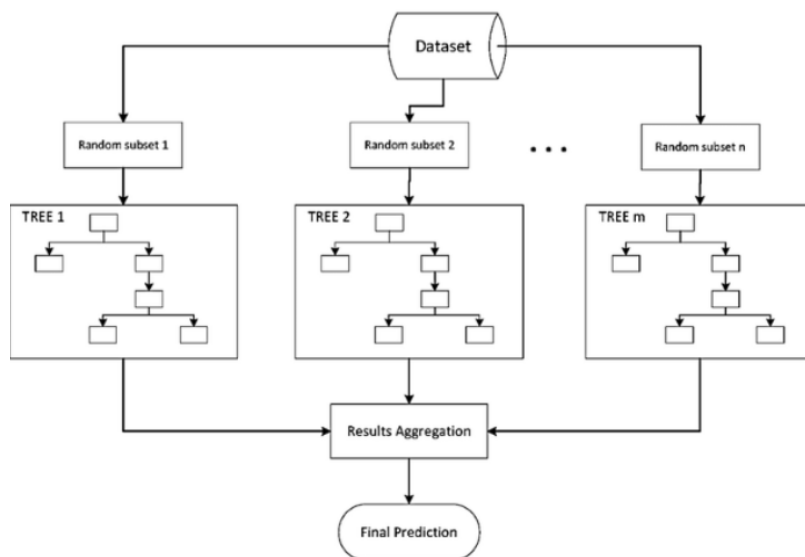 Dataset
Random subset 1
Random subset 2
Random subset n
TREE 1
TREE 2
TREE m
Results Aggregation
Final Prediction